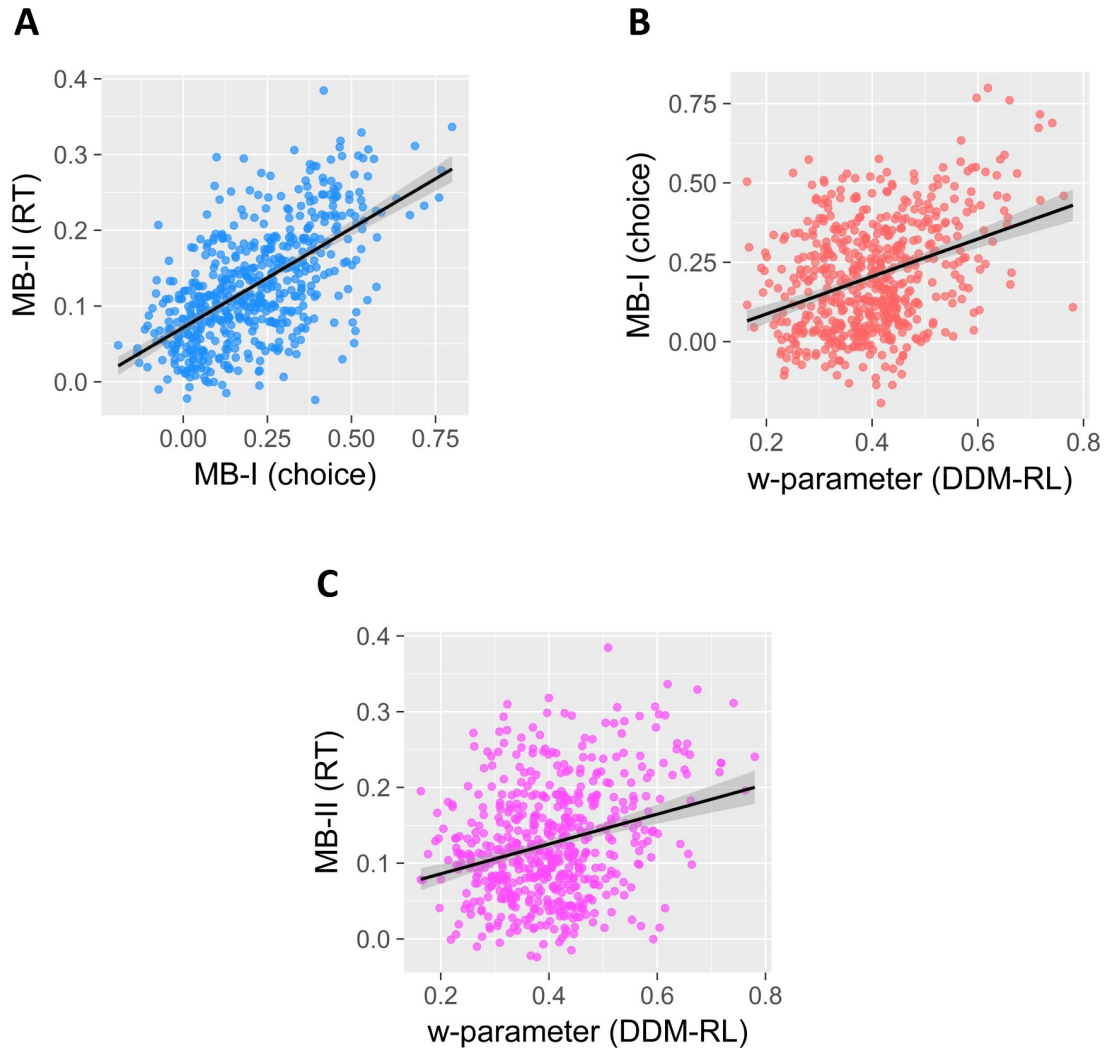 A
MB-II (RT)
0.4
0.3
0.2
0.1
0.0
0.00 0.25 0.50 0.75
MB-I (choice)
B
MB-I (choice)
0.75
0.50
0.25
0.00
0.2 0.4 0.6 0.8
w-parameter (DDM-RL)
C
MB-II (RT)
0.4
0.3
0.2
0.1
0.0
0.2 0.4 0.6 0.8
w-parameter (DDM-RL)